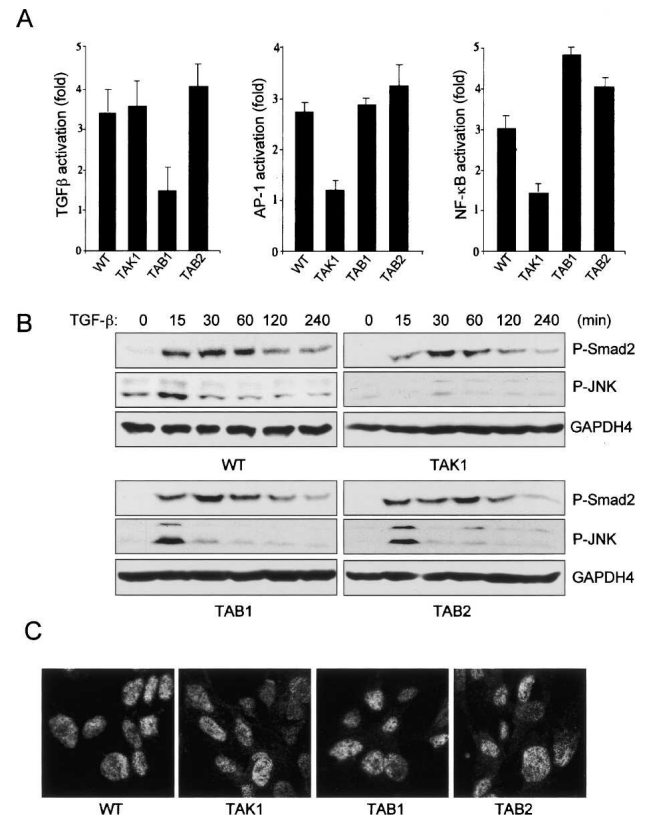 A
TGFβ activation (fold)
5
4
3
2
1
0
WT
TAK1
TAB1
TAB2
AP-1 activation (fold)
4
3
2
1
0
WT
TAK1
TAB1
TAB2
NF-κB activation (fold)
5
4
3
2
1
0
WT
TAK1
TAB1
TAB2
B
TGF-β: 0 15 30 60 120 240 0 15 30 60 120 240 (min)
P-Smad2
P-JNK
GAPDH4
WT TAK1
P-Smad2
P-JNK
GAPDH4
TAB1 TAB2
C
WT TAK1 TAB1 TAB2